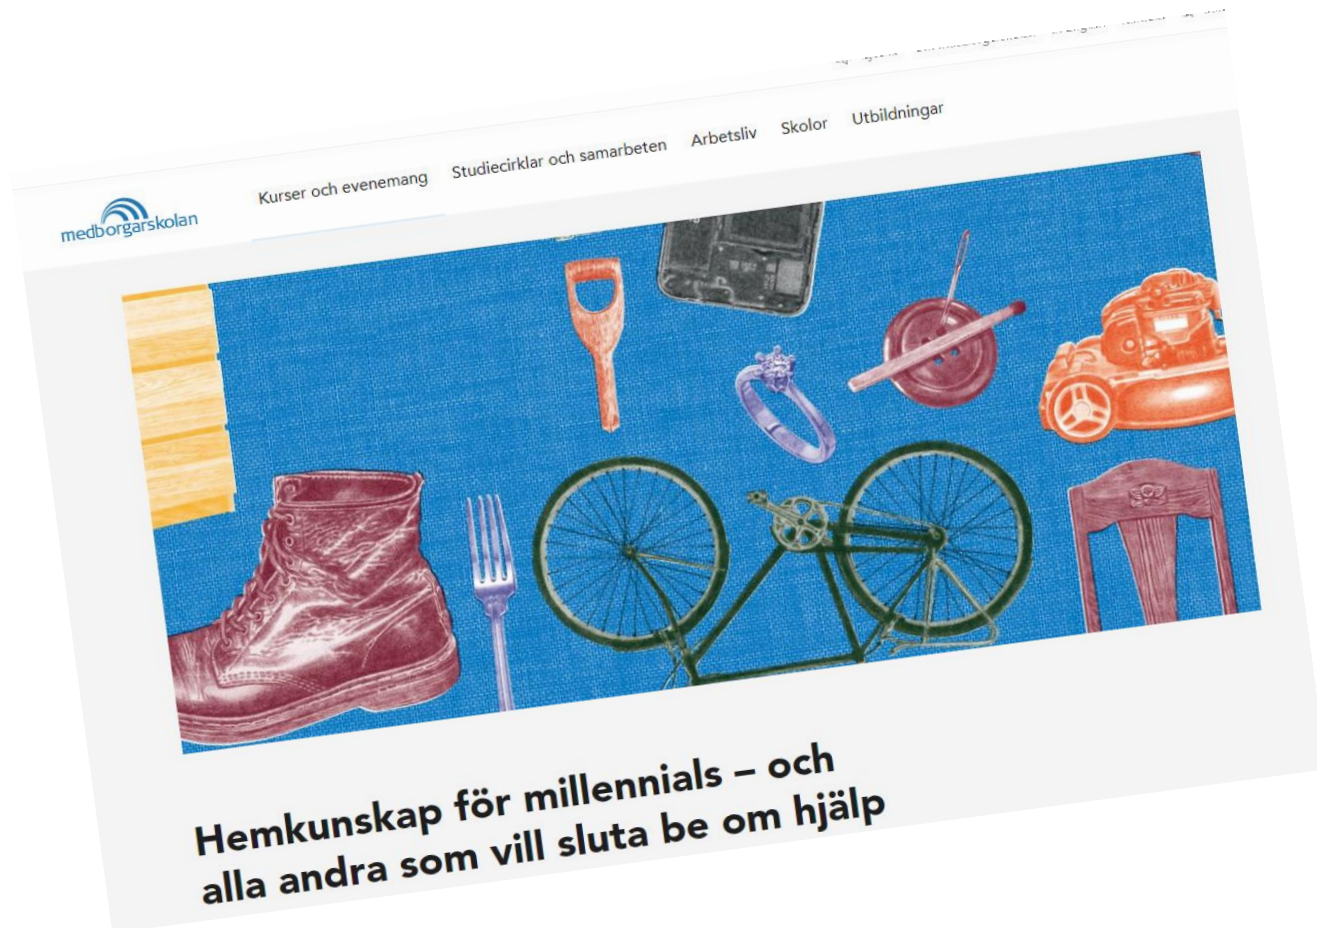 Kurser och evenemang Studiecirklar och samarbeten Arbetsliv Skolor Utbildningar
medborgarskolan
Hemkunskap för millennials – och
alla andra som vill sluta be om hjälp